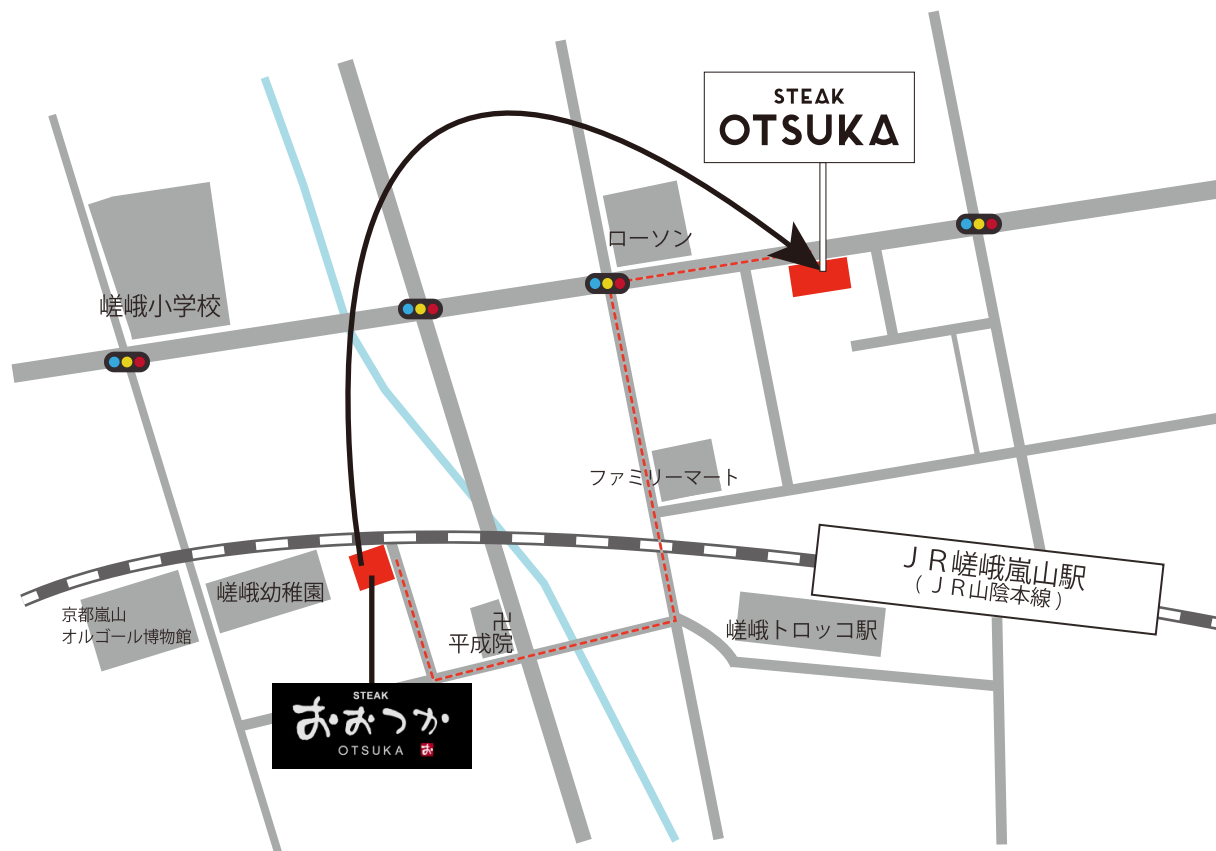 STEAK
OTSUKA
ローソン
嵯峨小学校
ファミリーマート
JR嵯峨嵐山駅
(JR山陰本線)
嵯峨幼稚園
京都嵐山
オルゴール博物館
卍
平成院
嵯峨トロッコ駅
STEAK
おおつか
OTSUKA
お